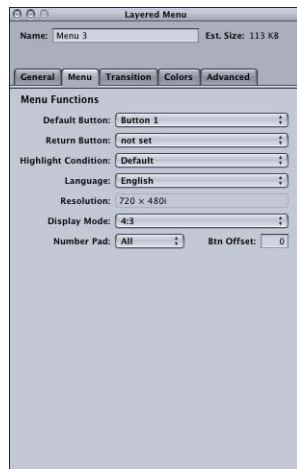 Layered Menu
Name: Menu 3 Est. Size: 113 KB
General Menu Transition Colors Advanced
Menu Functions
Default Button: Button 1
Return Button: not set
Highlight Condition: Default
Language: English
Resolution: 720 × 480i
Display Mode: 4:3
Number Pad: All Btn Offset: 0